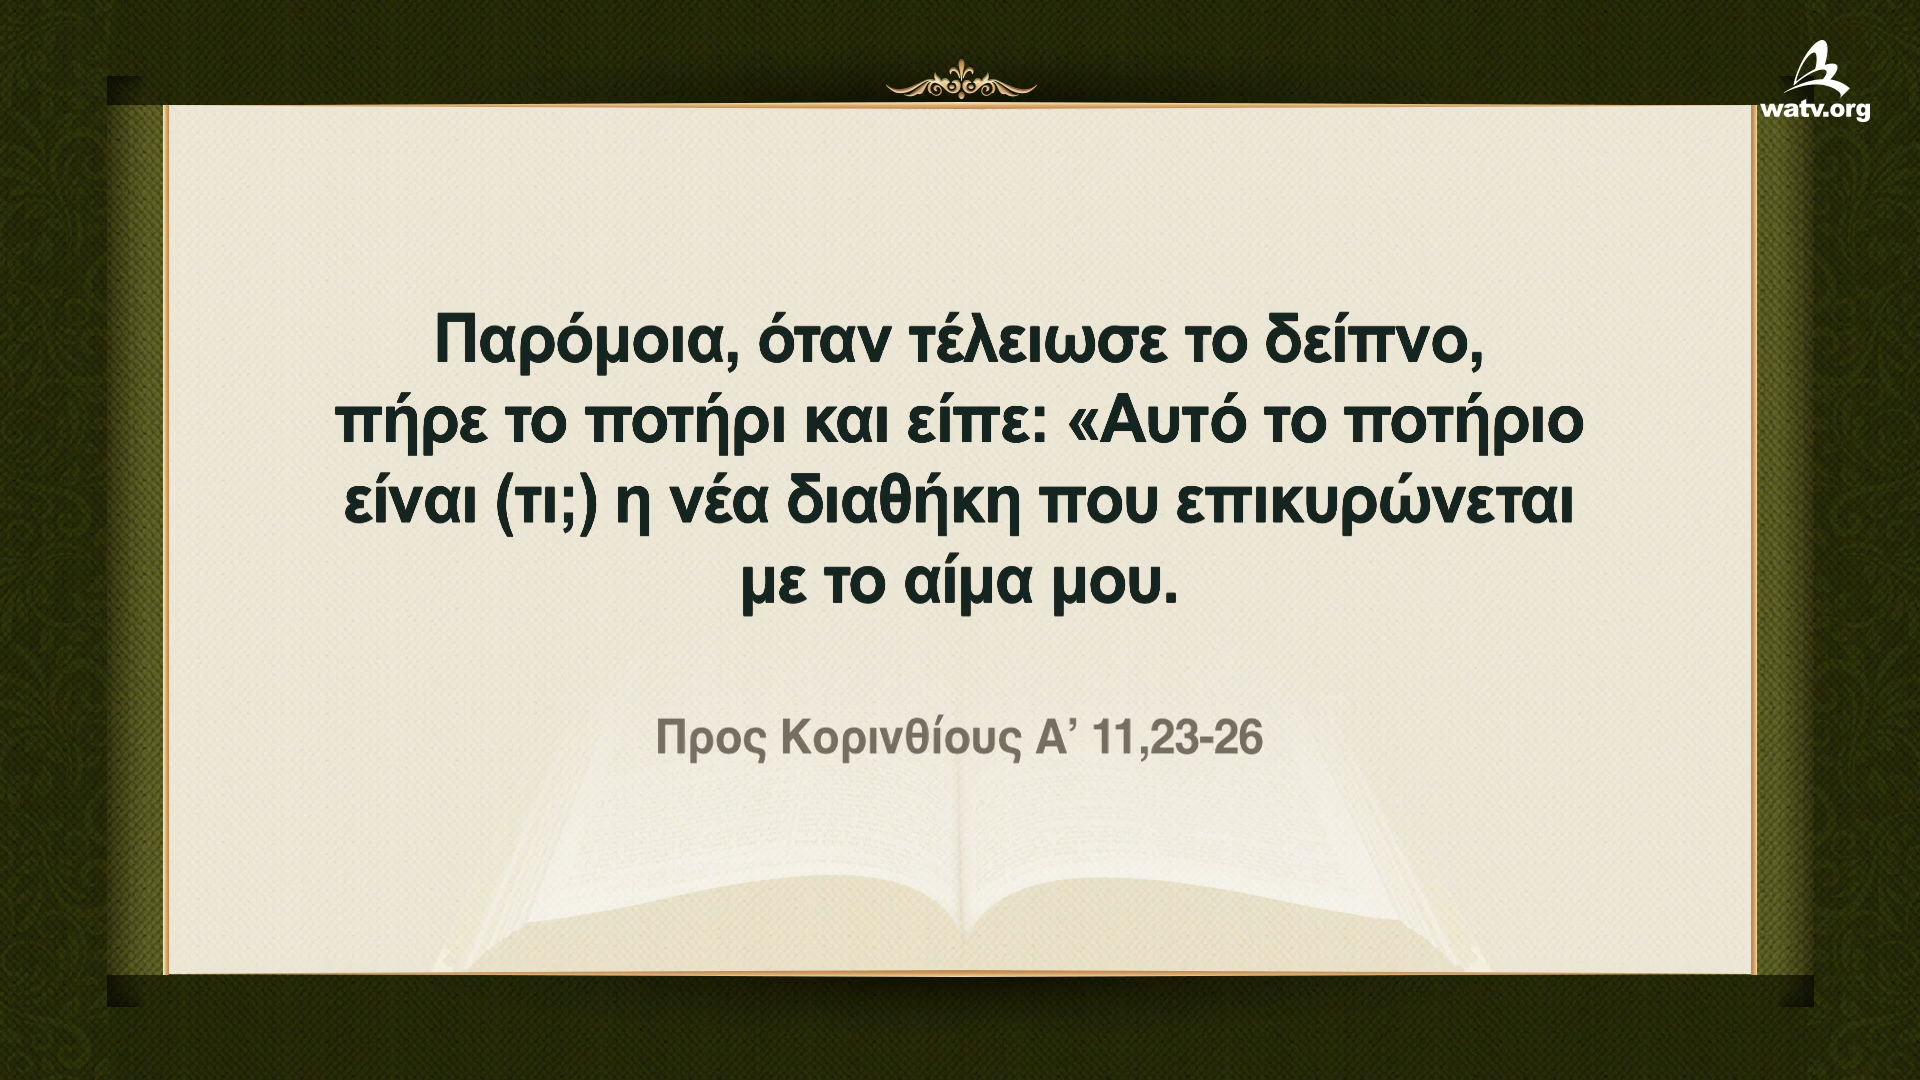 watv.org
Παρόμοια, όταν τέλειωσε το δείπνο,
πήρε το ποτήρι και είπε: «Αυτό το ποτήριο
είναι (τι;) η νέα διαθήκη που επικυρώνεται
με το αίμα μου.
Προς Κορινθίους Α’ 11,23-26